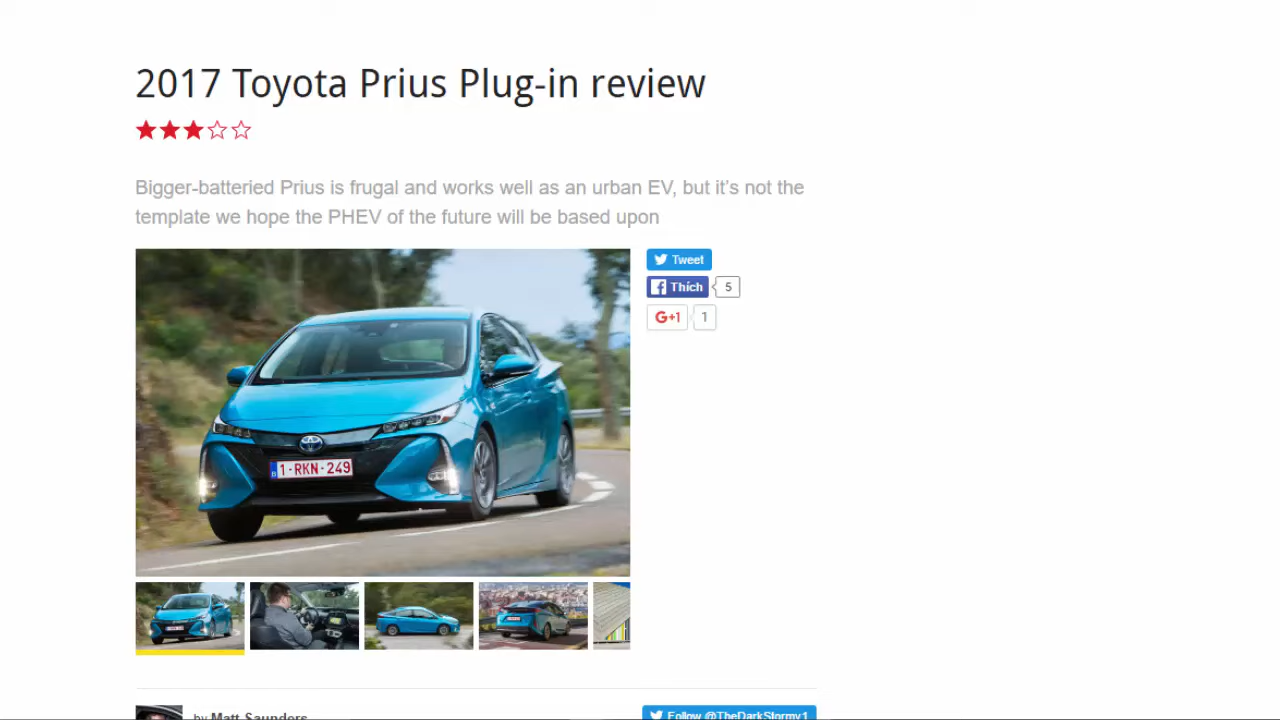 2017 Toyota Prius Plug-in review
Bigger-batteried Prius is frugal and works well as an urban EV, but it's not the
template we hope the PHEV of the future will be based upon
Tweet
Thích 5
G+1 1
1-RKN-249
by Matt Saunders
Follow @TheDarkStormy1